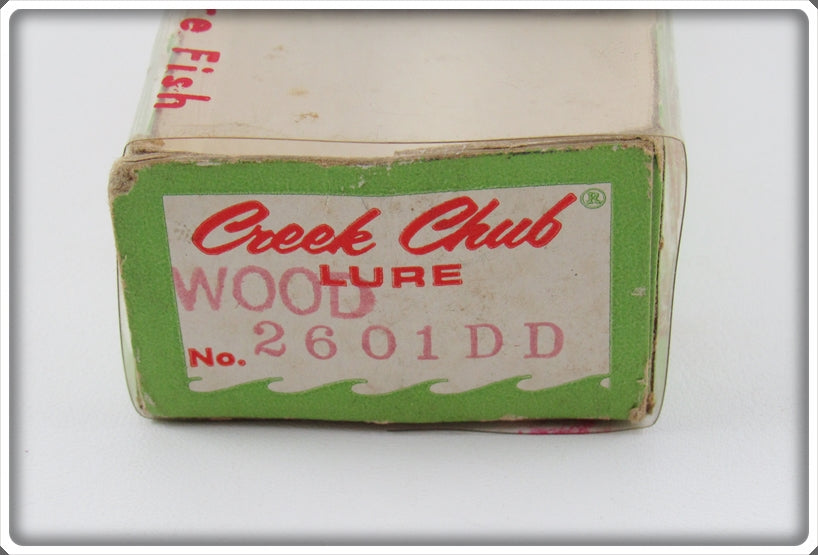 Fish
Creek Chub ®
LURE
WOOD
No. 2601DD